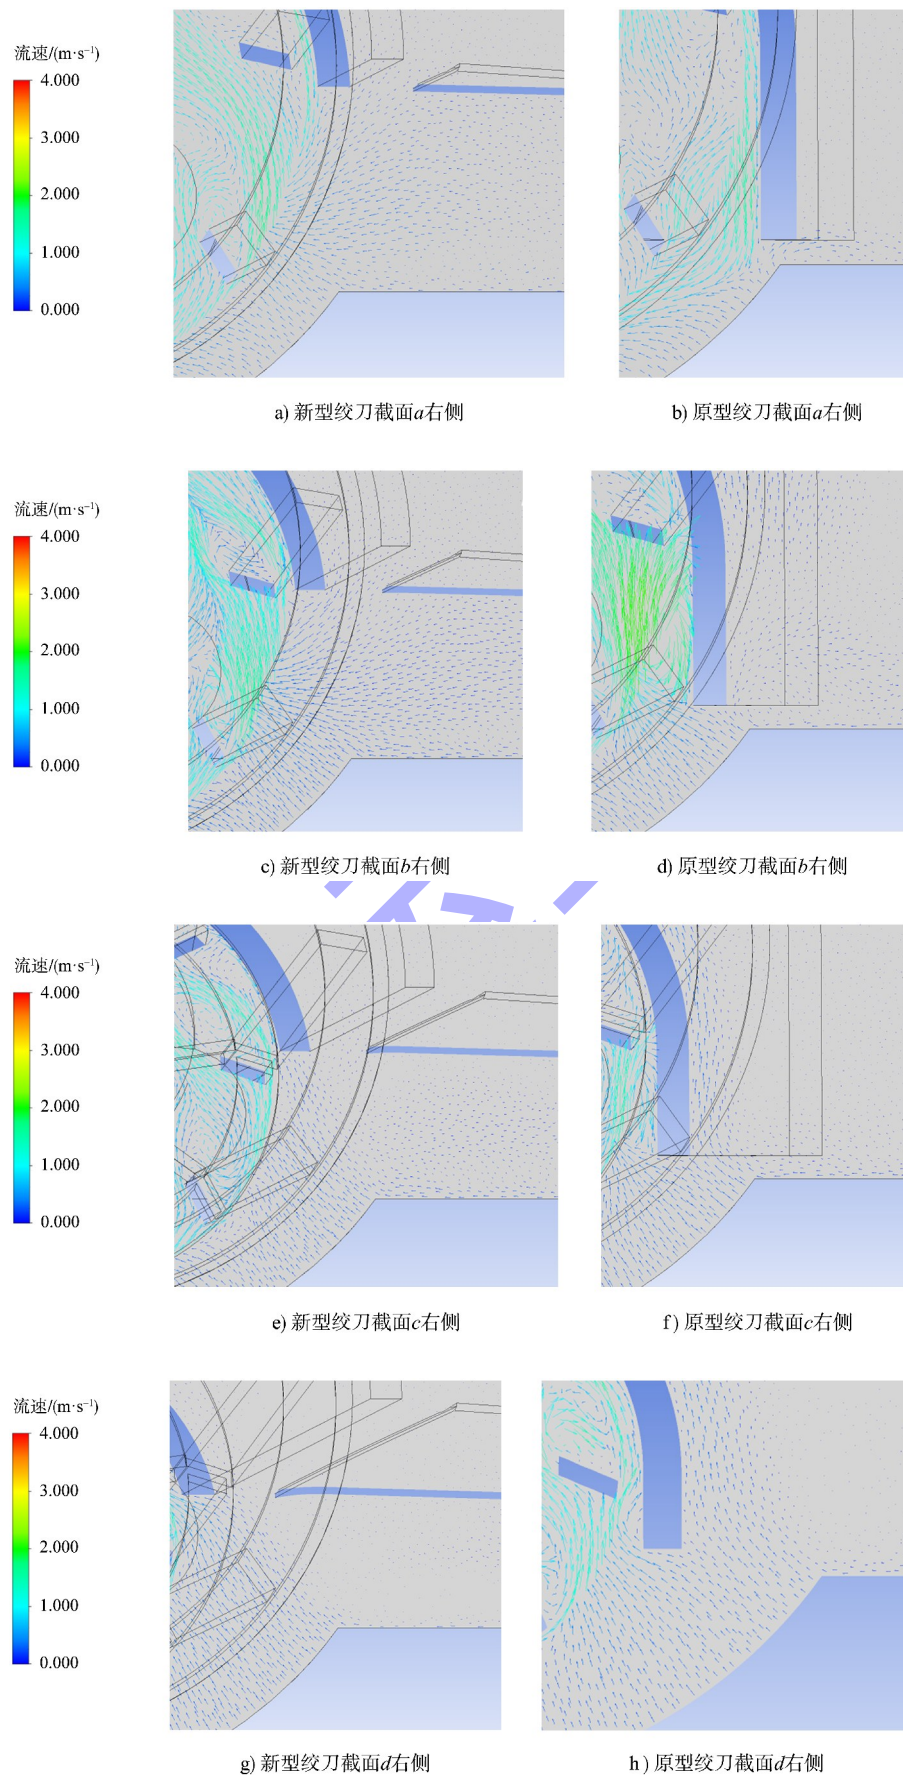 流速/(m·s⁻¹)
4.000
3.000
2.000
1.000
0.000
a) 新型绞刀截面a右侧
b) 原型绞刀截面a右侧
流速/(m·s⁻¹)
4.000
3.000
2.000
1.000
0.000
c) 新型绞刀截面b右侧
d) 原型绞刀截面b右侧
流速/(m·s⁻¹)
4.000
3.000
2.000
1.000
0.000
e) 新型绞刀截面c右侧
f) 原型绞刀截面c右侧
流速/(m·s⁻¹)
4.000
3.000
2.000
1.000
0.000
g) 新型绞刀截面d右侧
h) 原型绞刀截面d右侧